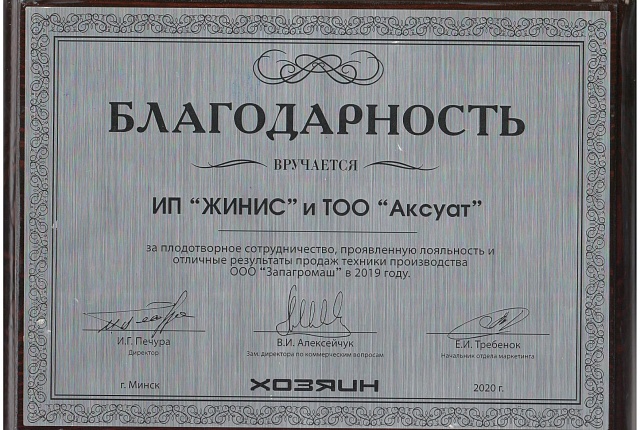 БЛАГОДАРНОСТЬ
ВРУЧАЕТСЯ
ИП “ЖИНИС” и ТОО “Аксуат”
за плодотворное сотрудничество, проявленную лояльность и
отличные результаты продаж техники производства
ООО “Запагромаш” в 2019 году.
И.Г. Печура В.И. Алексейчук Е.И. Требенок
Директор Зам. директора по коммерческим вопросам Начальник отдела маркетинга
г. Минск ХОЗЯИН 2020 г.